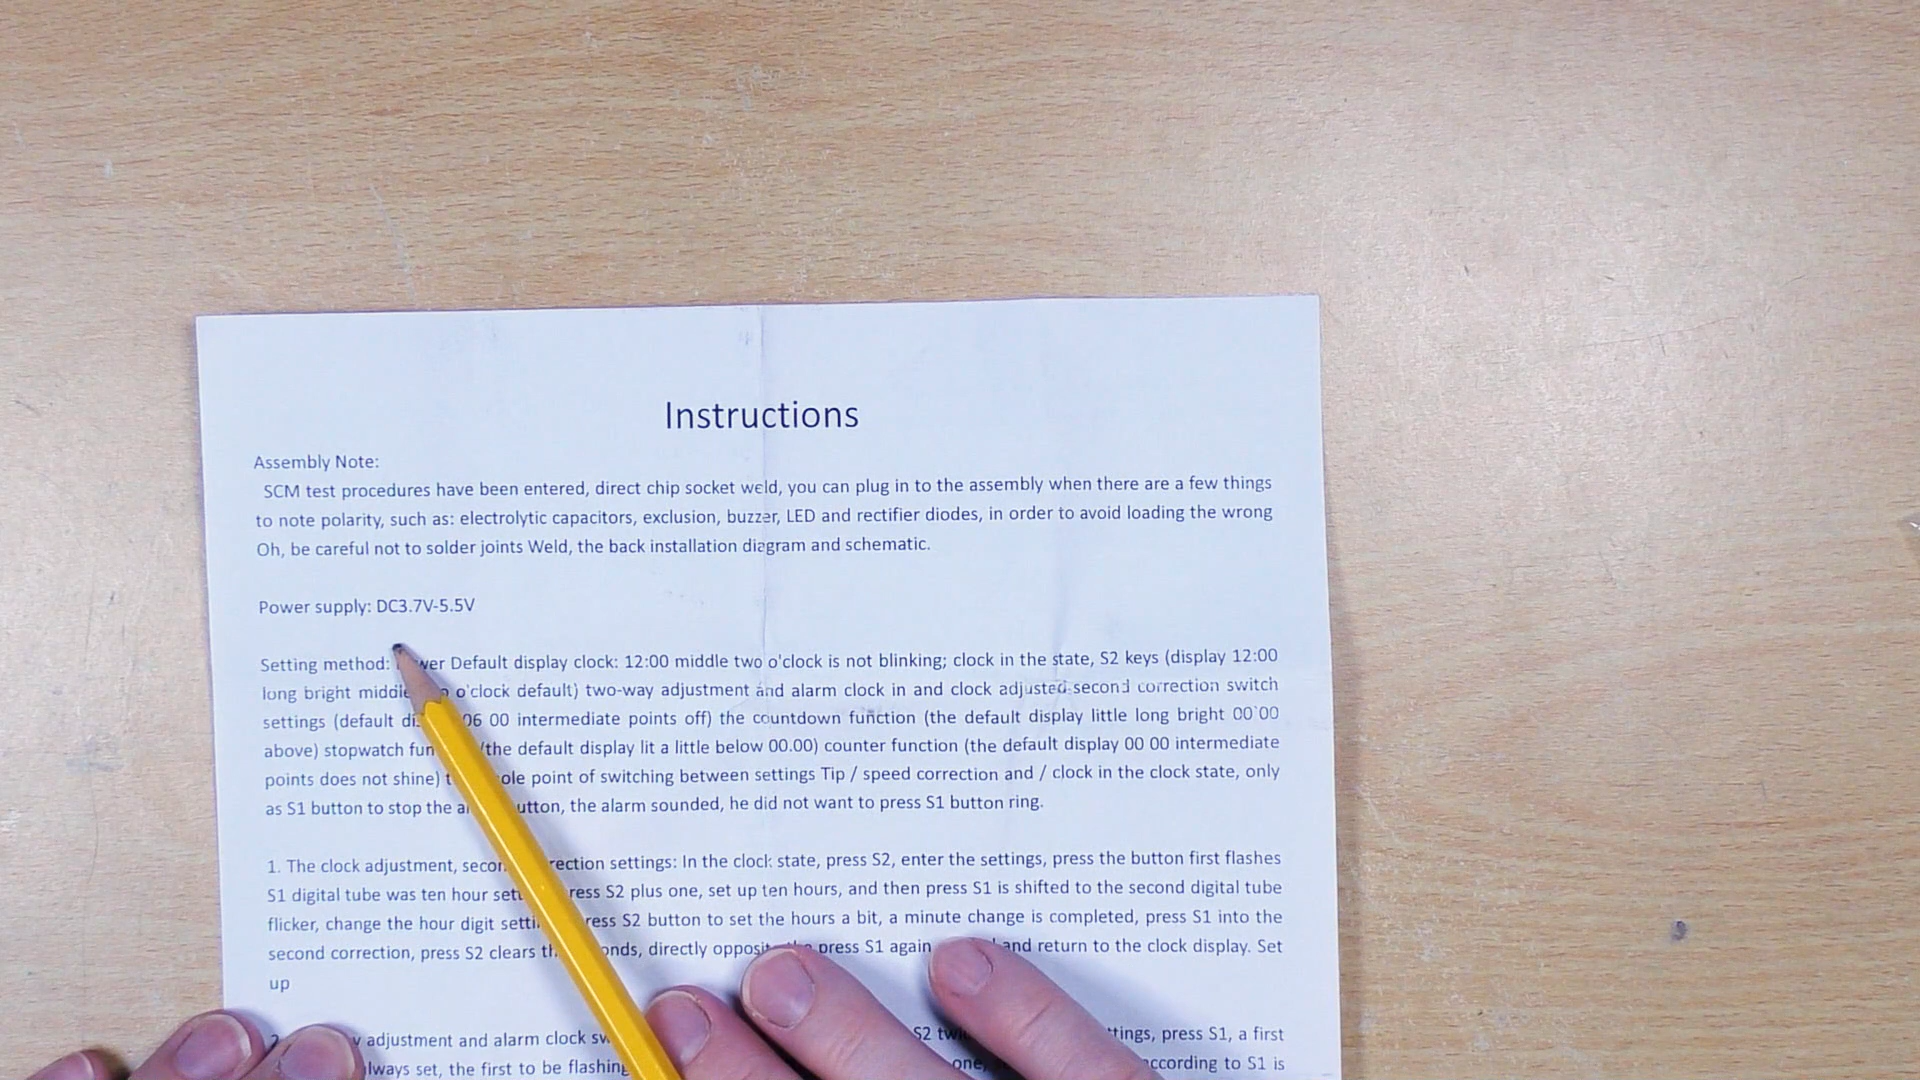 Instructions
Assembly Note:
SCM test procedures have been entered, direct chip socket weld, you can plug in to the assembly when there are a few things
to note polarity, such as: electrolytic capacitors, exclusion, buzzer, LED and rectifier diodes, in order to avoid loading the wrong
Oh, be careful not to solder joints Weld, the back installation diagram and schematic.
Power supply: DC3.7V-5.5V
Setting method: Default display clock: 12:00 middle two o'clock is not blinking; clock in the state, S2 keys (display 12:00
long bright middle o'clock default) two-way adjustment and alarm clock in and clock adjusted second correction switch
settings (default 06 00 intermediate points off) the countdown function (the default display little long bright 00 00
above) stopwatch (the default display lit a little below 00.00) counter function (the default display 00 00 intermediate
points does not shine) point of switching between settings Tip / speed correction and / clock in the clock state, only
as S1 button to stop the button, the alarm sounded, he did not want to press S1 button ring.
1. The clock adjustment, settings: In the clock state, press S2, enter the settings, press the button first flashes
S1 digital tube was ten hour press S2 plus one, set up ten hours, and then press S1 is shifted to the second digital tube
flicker, change the hour digit press S2 button to set the hours a bit, a minute change is completed, press S1 into the
second correction, press S2 clears directly press S1 again and return to the clock display. Set
up
adjustment and alarm clock S2 press S1, a first
always set, the first to be flashing according to S1 is